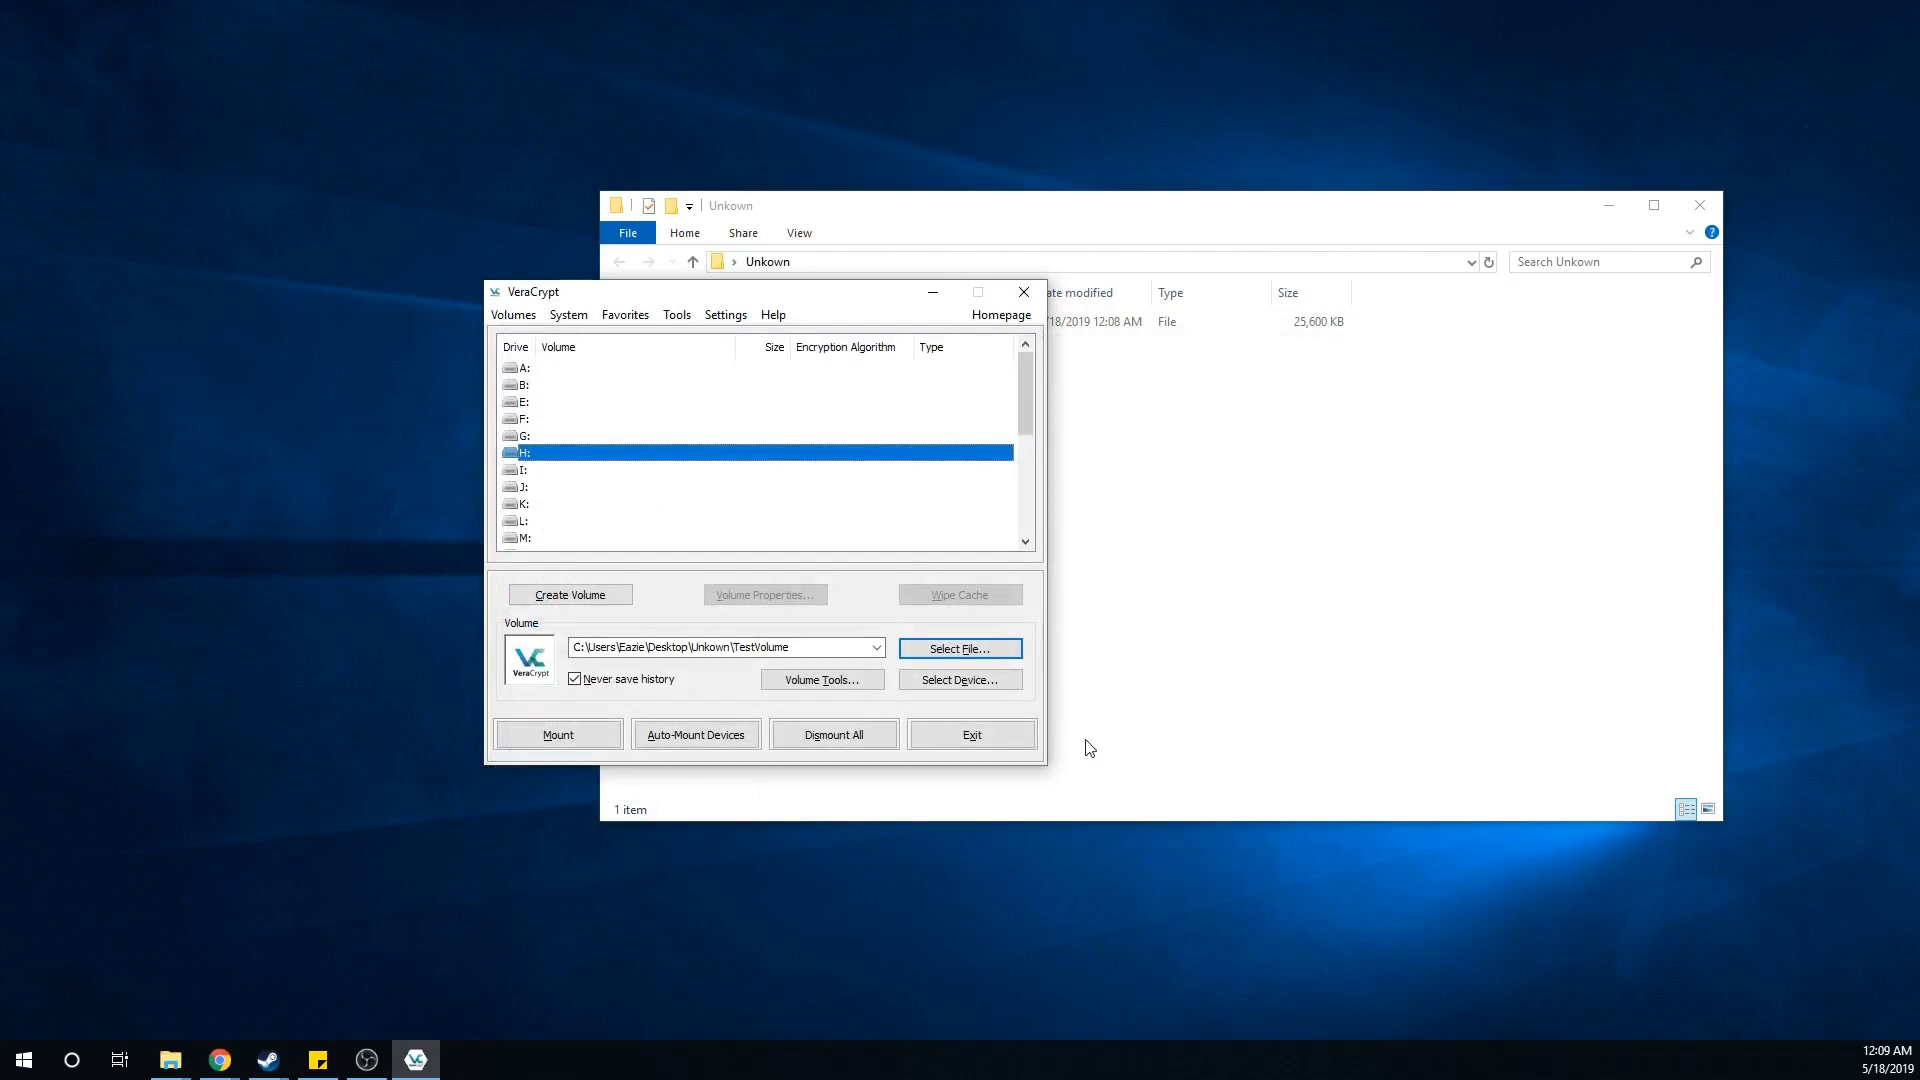 Unkown
File Home Share View
Unkown
Search Unkown
ate modified Type Size
/18/2019 12:08 AM File 25,600 KB
1 item
VeraCrypt
Volumes System Favorites Tools Settings Help Homepage
Drive Volume Size Encryption Algorithm Type
A:
B:
E:
F:
G:
H:
I:
J:
K:
L:
M:
Create Volume Volume Properties... Wipe Cache
Volume
VeraCrypt
C:\Users\Eazie\Desktop\Unkown\TestVolume Select File...
Never save history Volume Tools... Select Device...
Mount Auto-Mount Devices Dismount All Exit
12:09 AM
5/18/2019